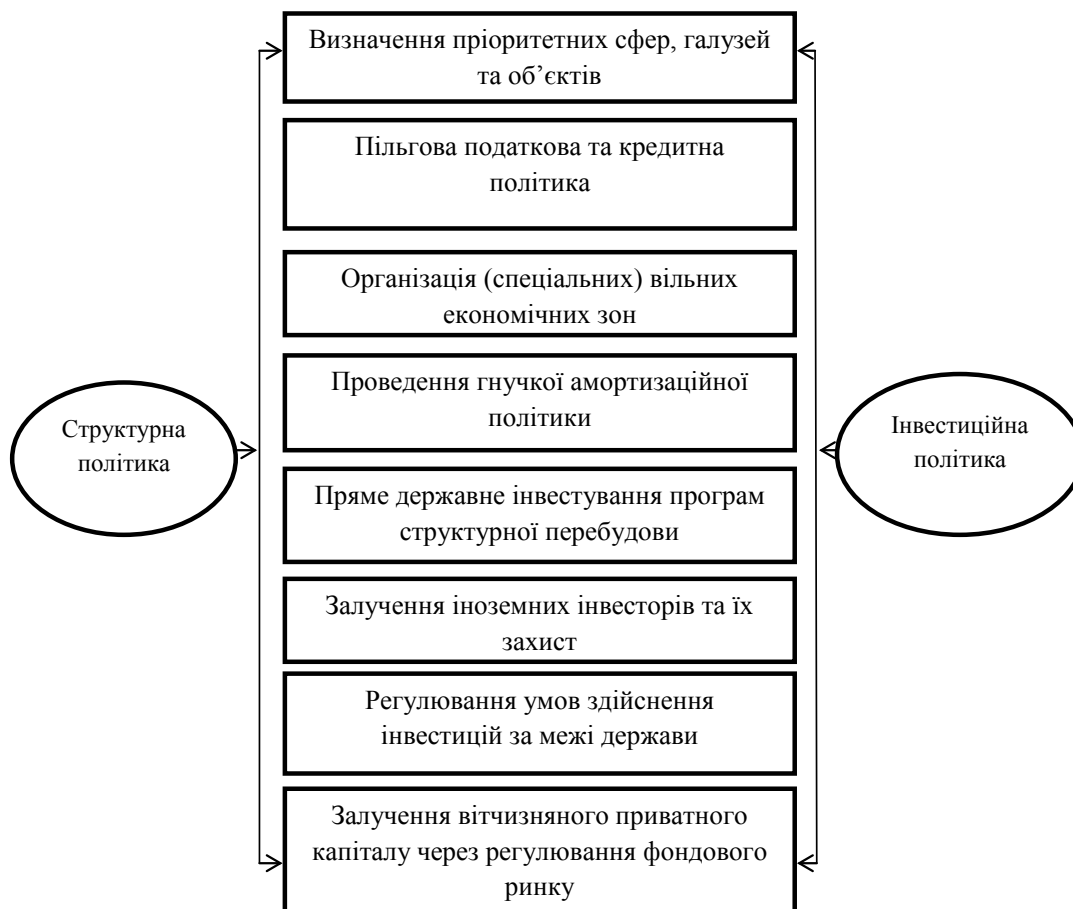 Визначення пріоритетних сфер, галузей
та об’єктів
Пільгова податкова та кредитна
політика
Організація (спеціальних) вільних
економічних зон
Проведення гнучкої амортизаційної
політики
Структурна
політика
Інвестиційна
політика
Пряме державне інвестування програм
структурної перебудови
Залучення іноземних інвесторів та їх
захист
Регулювання умов здійснення
інвестицій за межі держави
Залучення вітчизняного приватного
капіталу через регулювання фондового
ринку